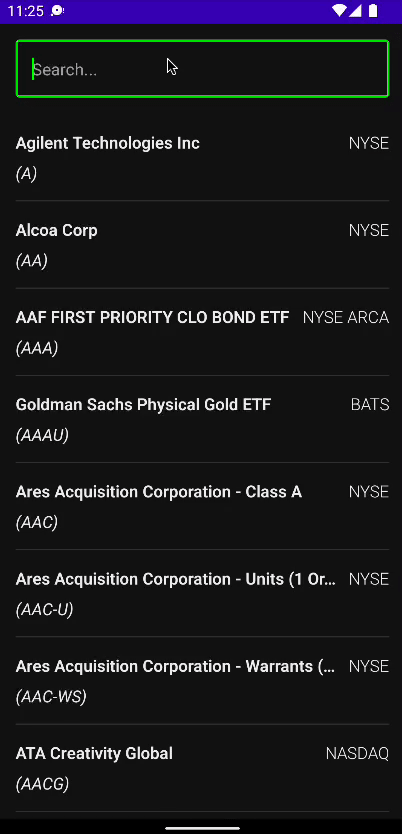 11:25
Search...
Agilent Technologies Inc NYSE
(A)
Alcoa Corp NYSE
(AA)
AAF FIRST PRIORITY CLO BOND ETF NYSE ARCA
(AAA)
Goldman Sachs Physical Gold ETF BATS
(AAAU)
Ares Acquisition Corporation - Class A NYSE
(AAC)
Ares Acquisition Corporation - Units (1 Or... NYSE
(AAC-U)
Ares Acquisition Corporation - Warrants (... NYSE
(AAC-WS)
ATA Creativity Global NASDAQ
(AACG)